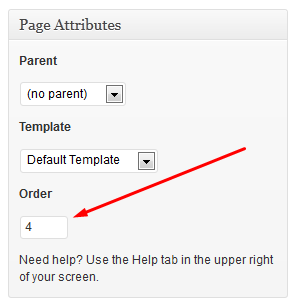 Page Attributes
Parent
(no parent)
Template
Default Template
Order
4
Need help? Use the Help tab in the upper right
of your screen.